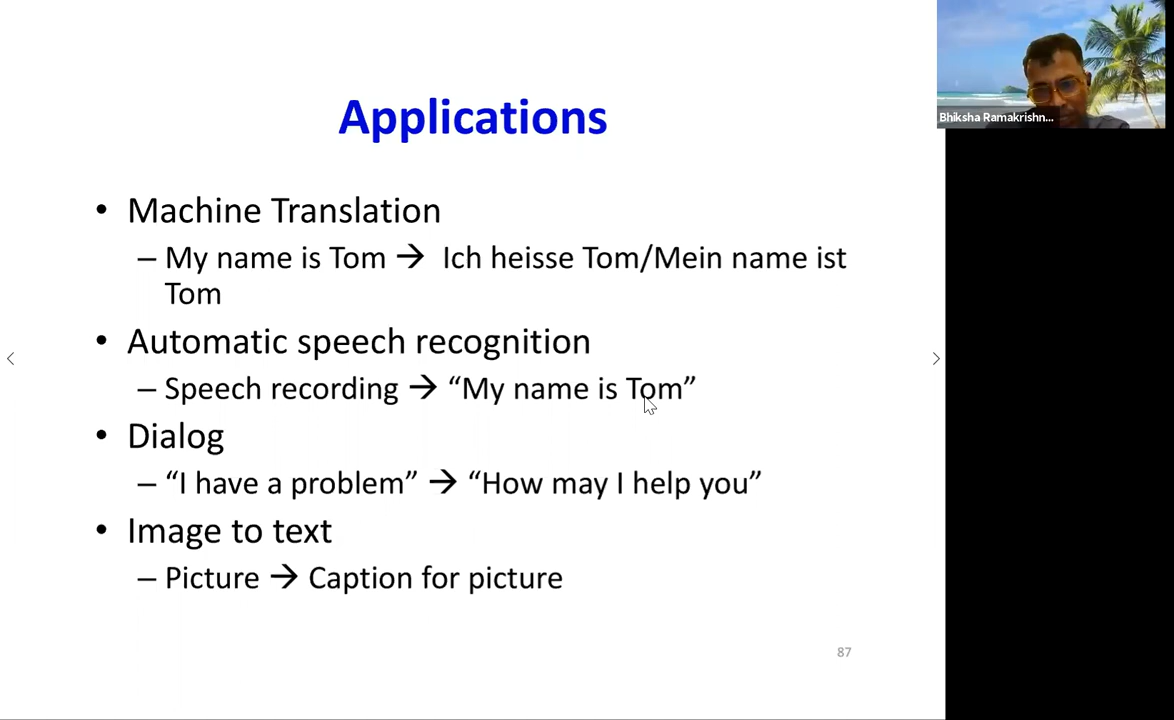 Applications
• Machine Translation
– My name is Tom → Ich heisse Tom/Mein name ist
Tom
• Automatic speech recognition
– Speech recording → “My name is Tom”
• Dialog
– “I have a problem” → “How may I help you”
• Image to text
– Picture → Caption for picture
87
Bhiksha Ramakrishn...